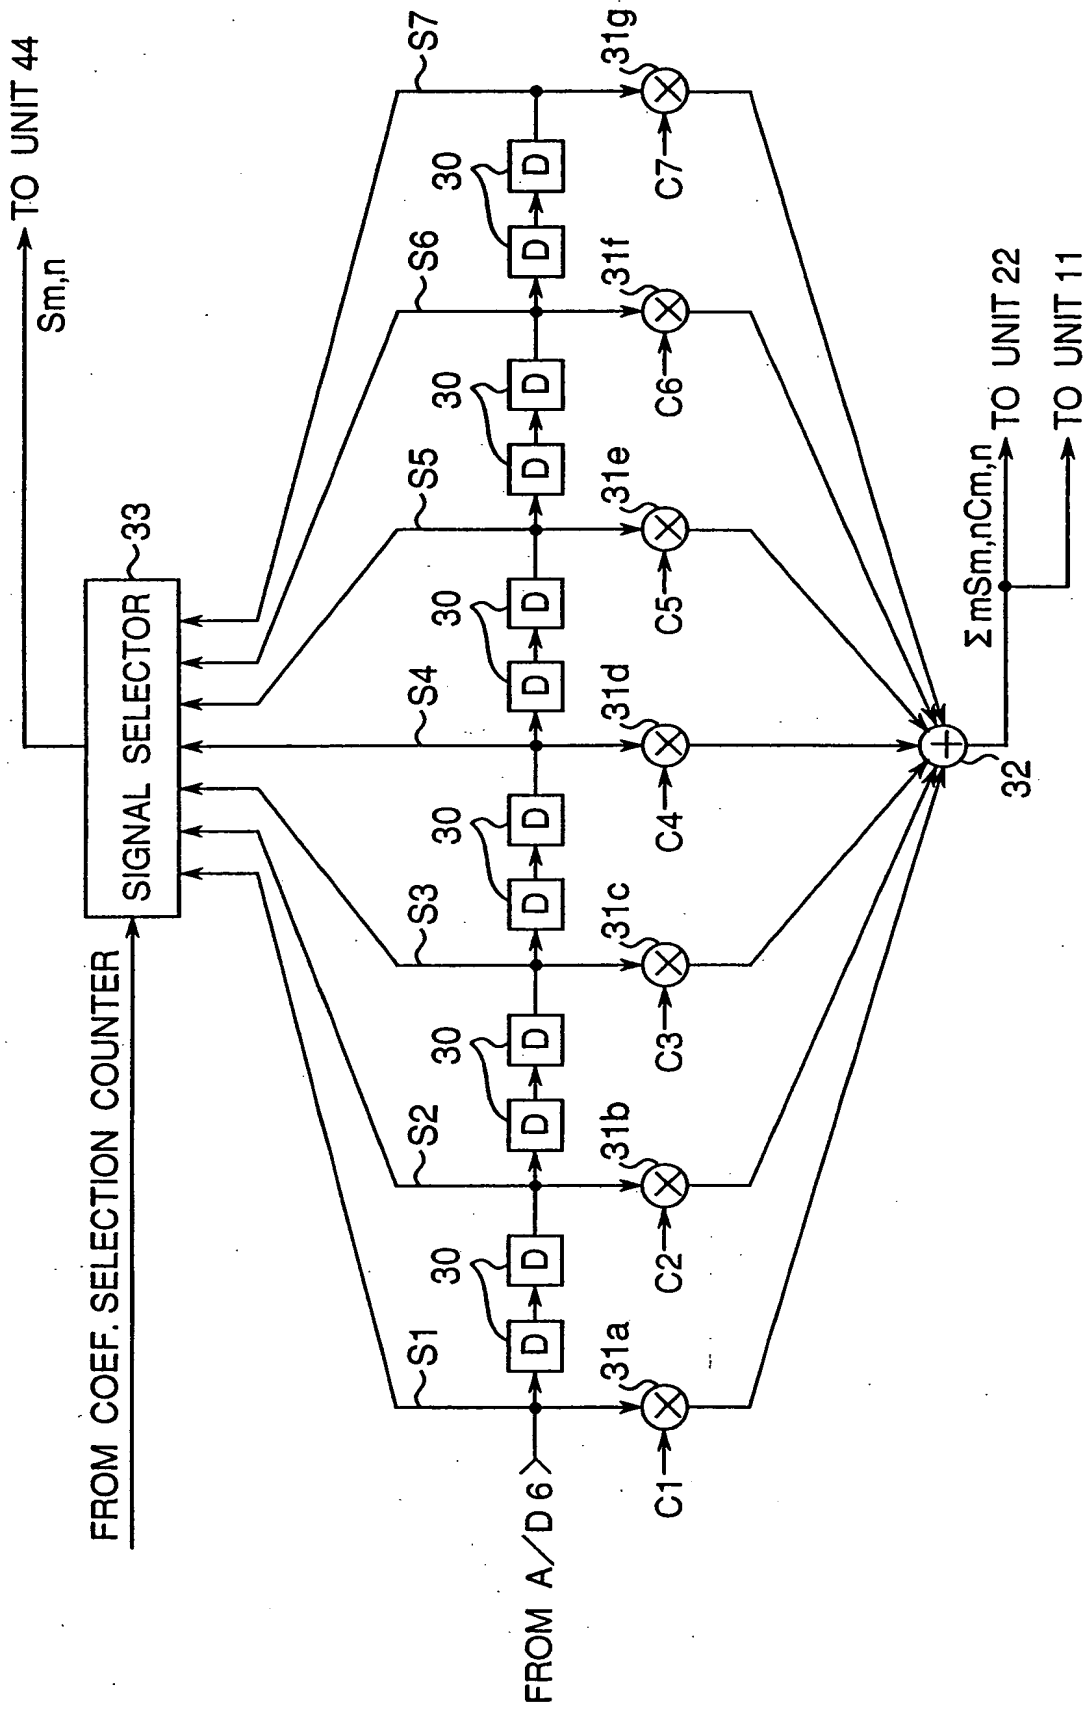 TO UNIT 44
Sm,n
FROM COEF. SELECTION COUNTER
SIGNAL SELECTOR
33
S1
S2
S3
S4
S5
S6
S7
30
30
30
30
30
30
FROM A/D 6
D
D
D
D
D
D
D
D
D
D
D
D
31a
31b
31c
31d
31e
31f
31g
C1
C2
C3
C4
C5
C6
C7
32
ΣmSm,nCm,n
TO UNIT 22
TO UNIT 11